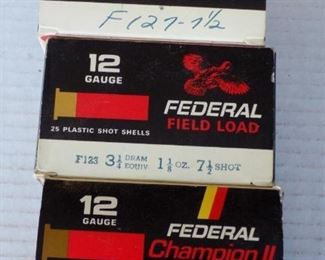 F127-7½
12
GAUGE
FEDERAL
FIELD LOAD
25 PLASTIC SHOT SHELLS
F123 3¼ DRAM EQUIV 1⅛ OZ. 7½ SHOT
12
GAUGE
FEDERAL
Champion II